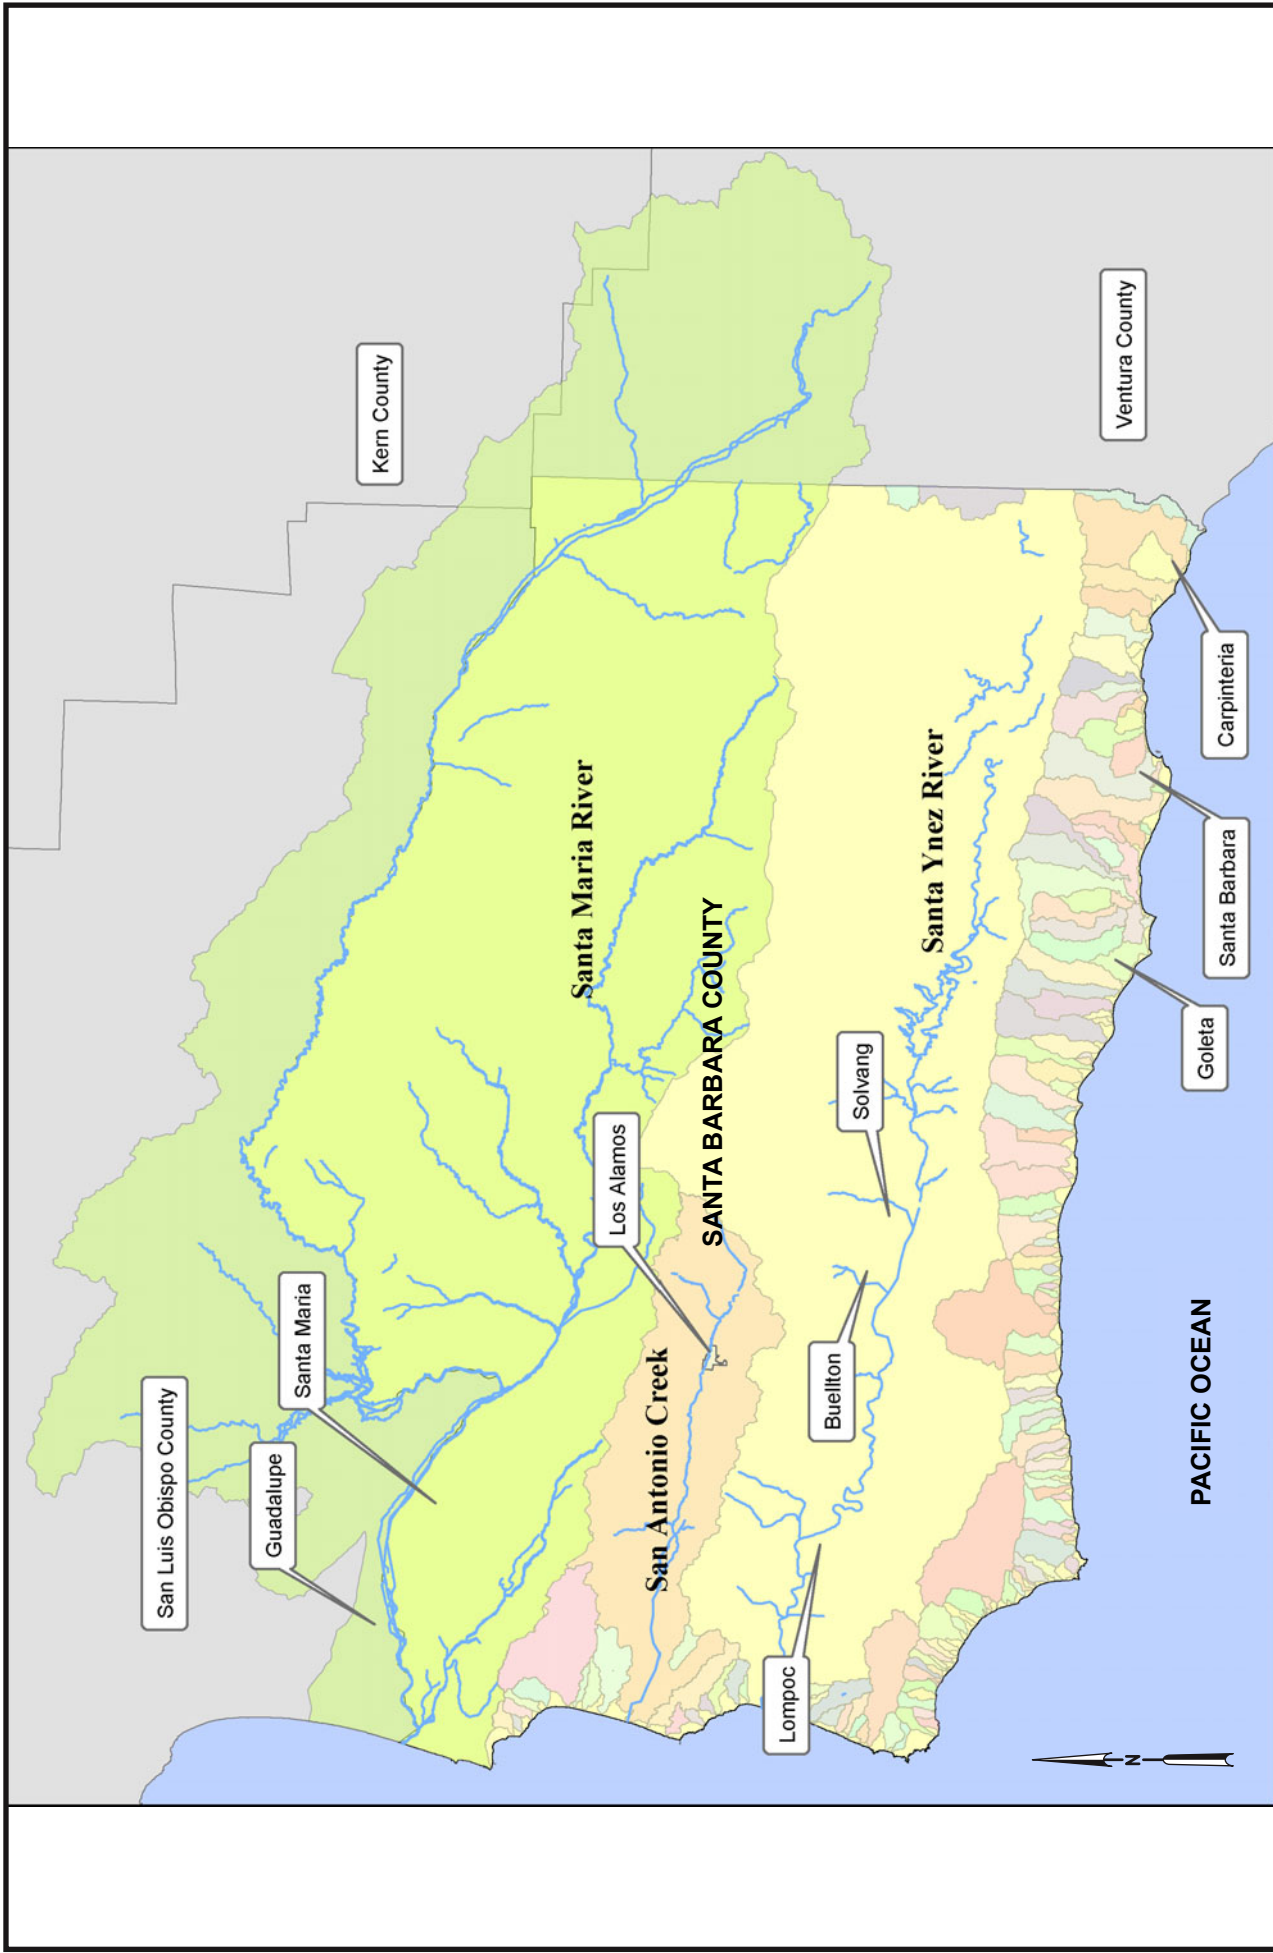 San Luis Obispo County
Kern County
Guadalupe
Santa Maria
Santa Maria River
Los Alamos
San Antonio Creek
SANTA BARBARA COUNTY
Santa Ynez River
Solvang
Buellton
Lompoc
Ventura County
Carpinteria
Santa Barbara
Goleta
PACIFIC OCEAN
N